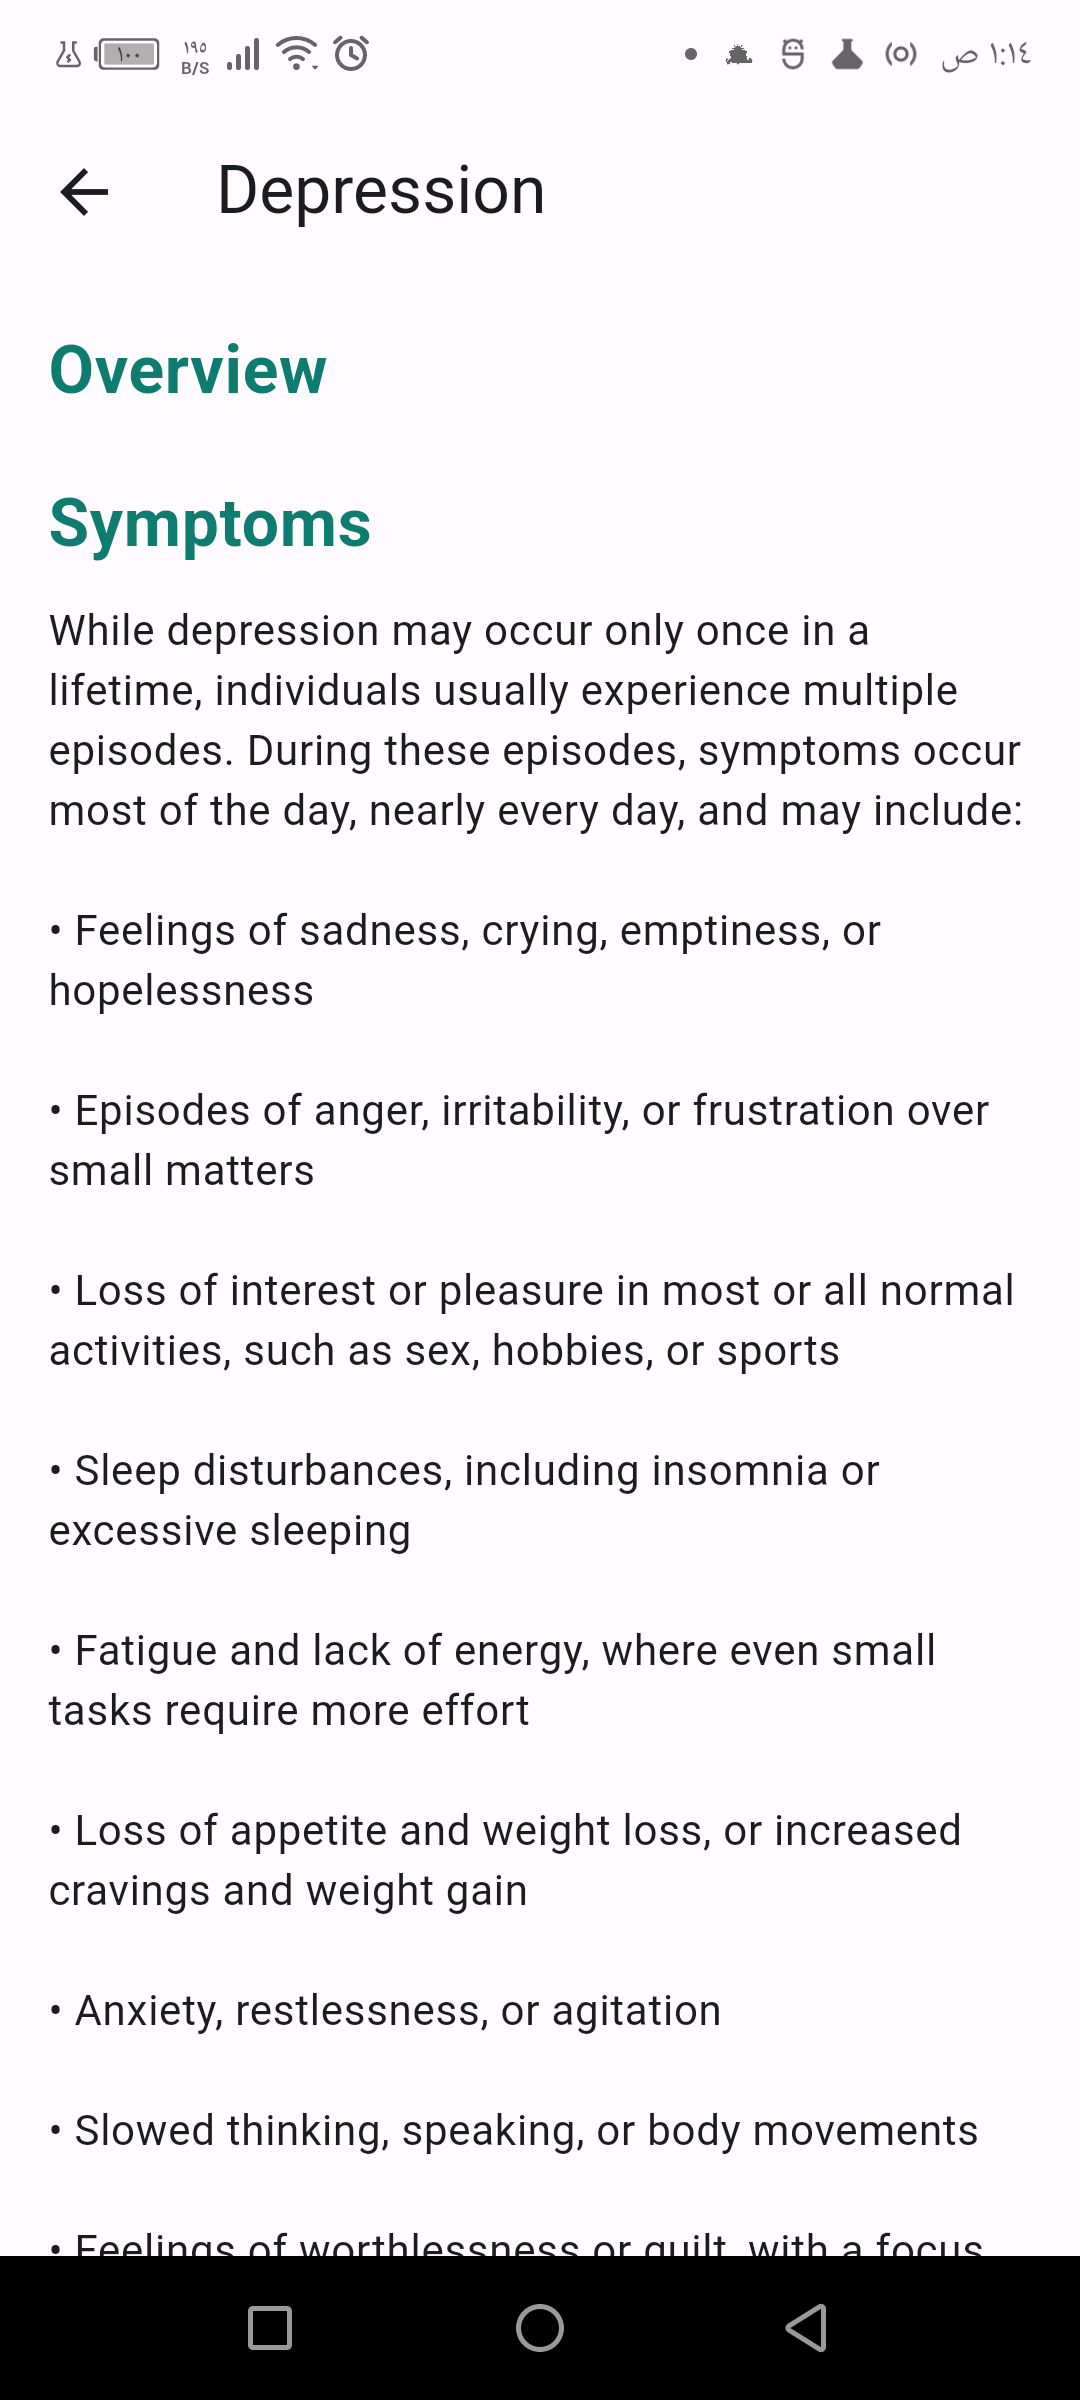 ١٠٠
١٩٥
B/S
١:١٤ ص
Depression
Overview
Symptoms
While depression may occur only once in a
lifetime, individuals usually experience multiple
episodes. During these episodes, symptoms occur
most of the day, nearly every day, and may include:
• Feelings of sadness, crying, emptiness, or
hopelessness
• Episodes of anger, irritability, or frustration over
small matters
• Loss of interest or pleasure in most or all normal
activities, such as sex, hobbies, or sports
• Sleep disturbances, including insomnia or
excessive sleeping
• Fatigue and lack of energy, where even small
tasks require more effort
• Loss of appetite and weight loss, or increased
cravings and weight gain
• Anxiety, restlessness, or agitation
• Slowed thinking, speaking, or body movements
• Feelings of worthlessness or guilt, with a focus